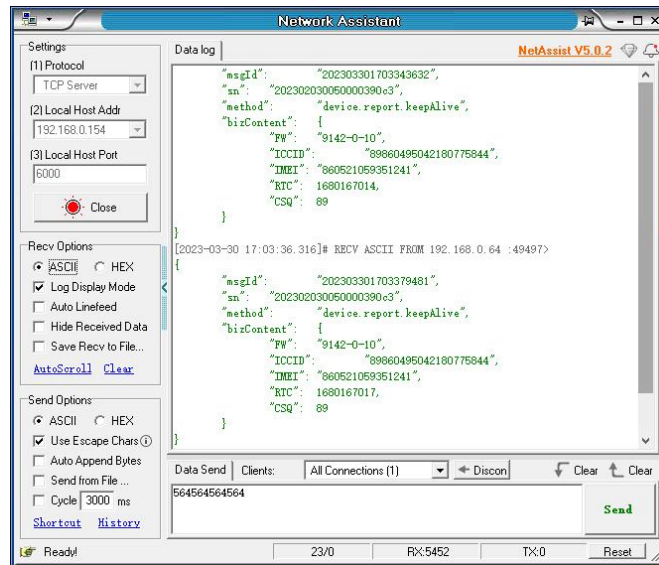 Network Assistant
Settings
(1) Protocol
TCP Server
(2) Local Host Addr
192.168.0.154
(3) Local Host Port
6000
Close
Recv Options
ASCII HEX
Log Display Mode
Auto Linefeed
Hide Received Data
Save Recv to File...
AutoScroll Clear
Send Options
ASCII HEX
Use Escape Chars
Auto Append Bytes
Send from File ...
Cycle 3000 ms
Shortcut History
Data log
NetAssist V5.0.2
"msgId": "202303301703343632",
"sn": "202302030050000390c3",
"method": "device.report.keepAlive",
"bizContent": {
"FW": "9142-0-10",
"ICCID": "89860495042180775844",
"IMEI": "860521059351241",
"RTC": 1680167014,
"CSQ": 89
}
}
[2023-03-30 17:03:36.316]# RECV ASCII FROM 192.168.0.64 :49497>
{
"msgId": "202303301703379481",
"sn": "202302030050000390c3",
"method": "device.report.keepAlive",
"bizContent": {
"FW": "9142-0-10",
"ICCID": "89860495042180775844",
"IMEI": "860521059351241",
"RTC": 1680167017,
"CSQ": 89
}
}
Data Send Clients: All Connections (1) Discon Clear Clear
564564564564
Send
Ready! 23/0 RX:5452 TX:0 Reset